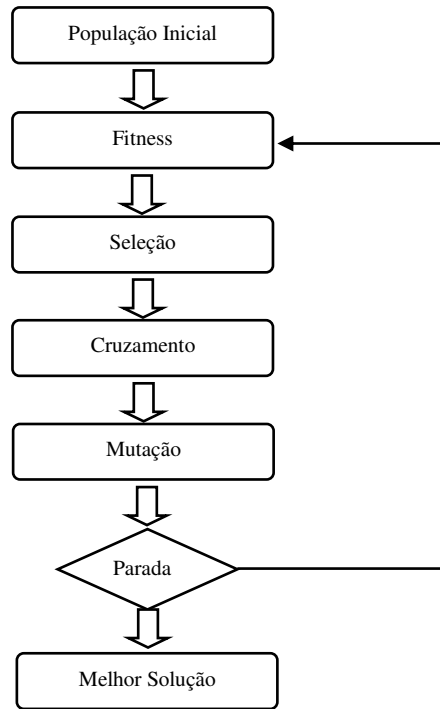 População Inicial
Fitness
Seleção
Cruzamento
Mutação
Parada
Melhor Solução